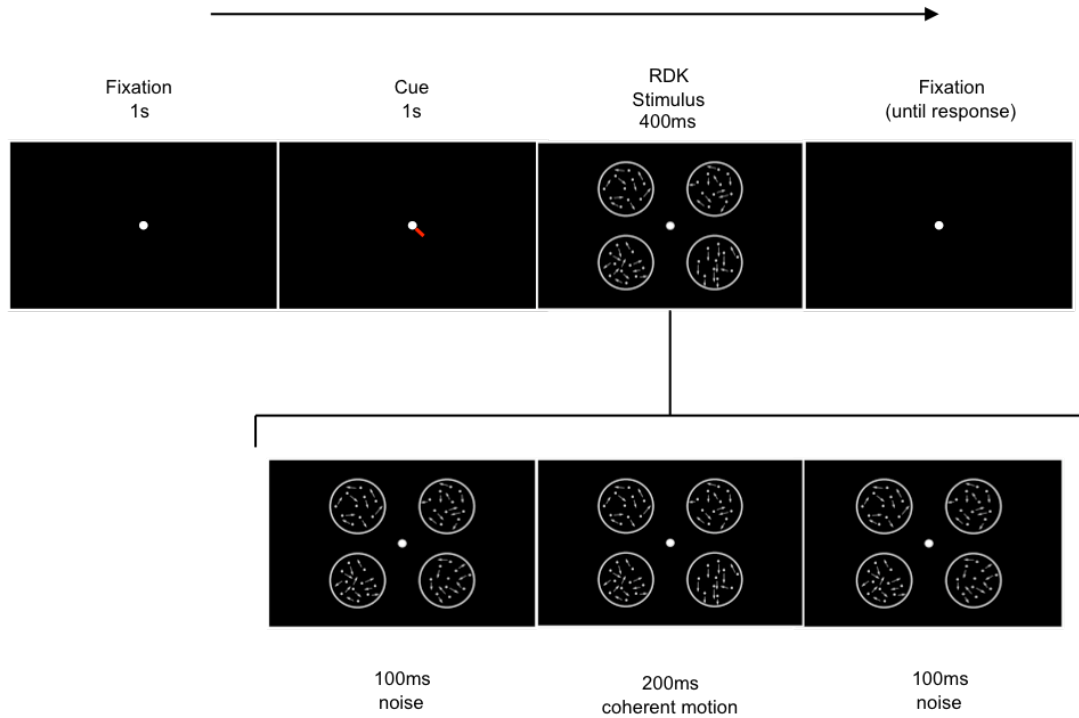 Fixation
1s
Cue
1s
RDK
Stimulus
400ms
Fixation
(until response)
100ms
noise
200ms
coherent motion
100ms
noise